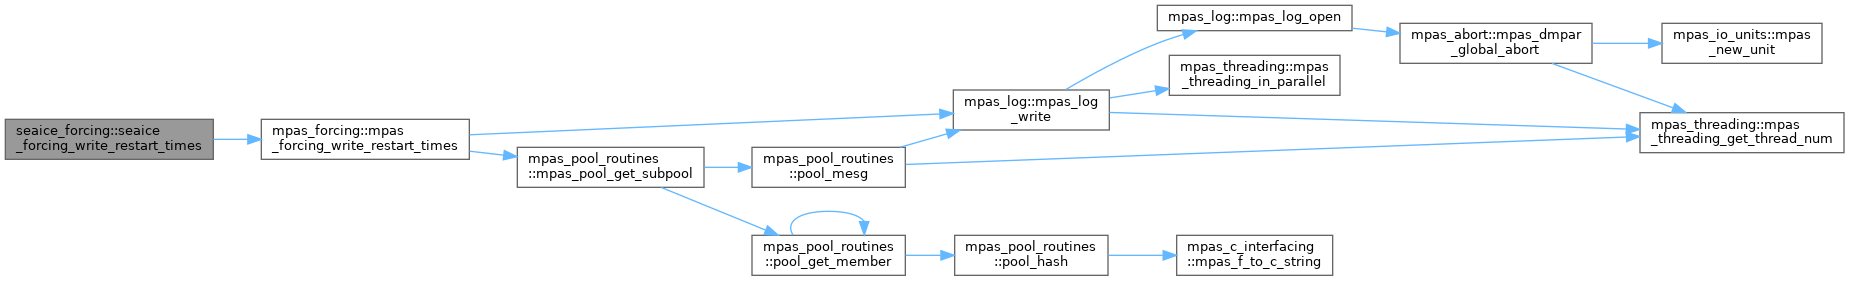 seaice_forcing::seaice
_forcing_write_restart_times
mpas_forcing::mpas
_forcing_write_restart_times
mpas_pool_routines
::mpas_pool_get_subpool
mpas_pool_routines
::pool_mesg
mpas_pool_routines
::pool_get_member
mpas_log::mpas_log
_write
mpas_pool_routines
::pool_hash
mpas_log::mpas_log_open
mpas_threading::mpas
_threading_in_parallel
mpas_c_interfacing
::mpas_f_to_c_string
mpas_abort::mpas_dmpar
_global_abort
mpas_io_units::mpas
_new_unit
mpas_threading::mpas
_threading_get_thread_num